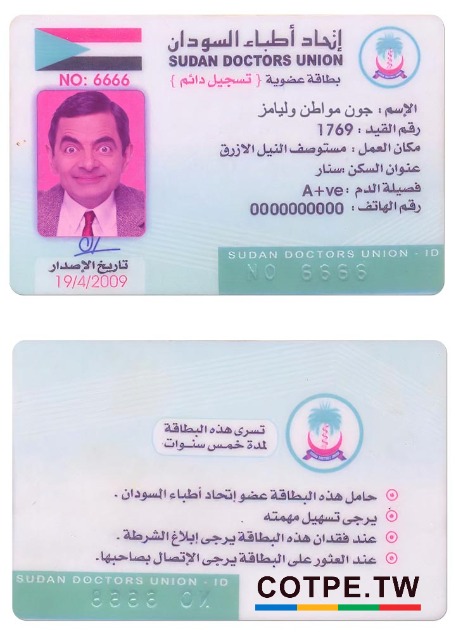 إتحاد أطباء السودان
SUDAN DOCTORS UNION
بطاقة عضوية { تسجيل دائم }
NO: 6666
الإسم : جون مواطن وليامز
رقم القيد : 1769
مكان العمل : مستوصف النيل الازرق
عنوان السكن :سنار
فصيلة الدم :A+ve
رقم الهاتف : 0000000000
تاريخ الإصدار
19/4/2009
SUDAN DOCTORS UNION - ID
NO 6666
تسرى هذه البطاقة
لمدة خمس سنوات
حامل هذه البطاقة عضو إتحاد أطباء السودان .
يرجى تسهيل مهمته
عند فقدان هذه البطاقة يرجى إبلاغ الشرطة .
عند العثور على البطاقة يرجى الإتصال بصاحبها.
SUDAN DOCTORS UNION - ID
COTPE.TW